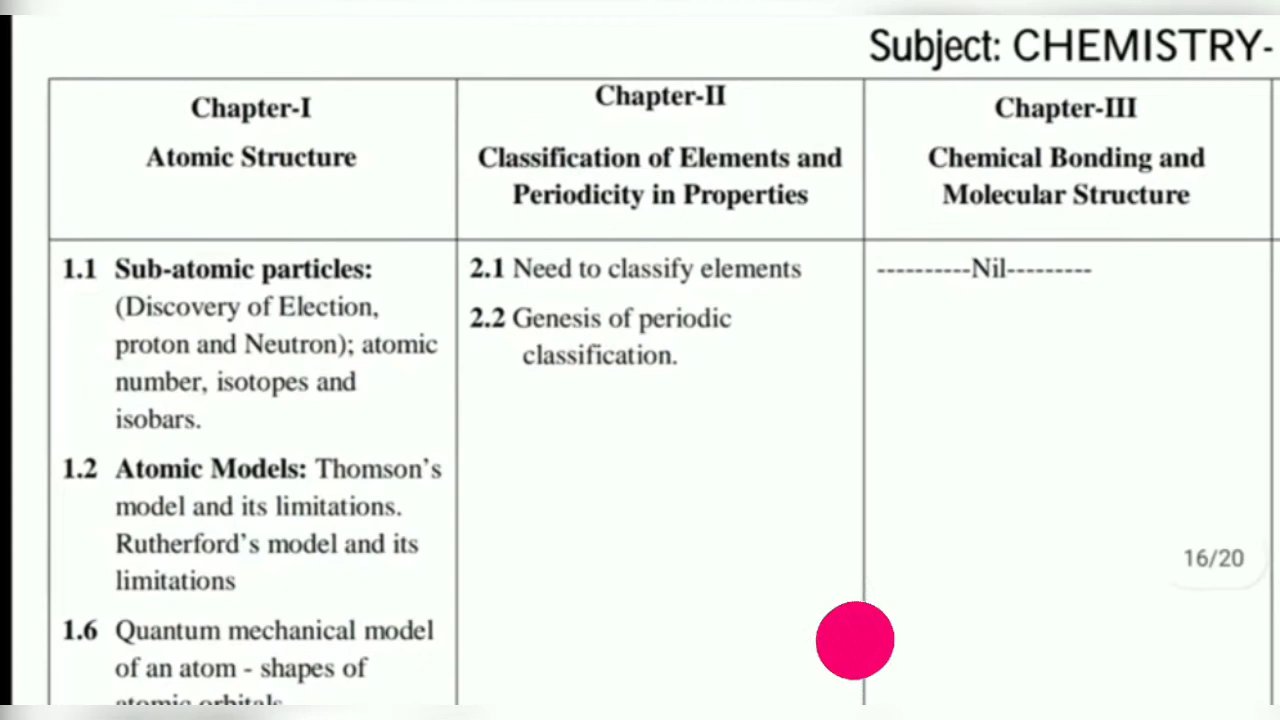 Subject: CHEMISTRY-
Chapter-I
Atomic Structure
Chapter-II
Classification of Elements and
Periodicity in Properties
Chapter-III
Chemical Bonding and
Molecular Structure
1.1 Sub-atomic particles:
(Discovery of Election,
proton and Neutron); atomic
number, isotopes and
isobars.
1.2 Atomic Models: Thomson's
model and its limitations.
Rutherford's model and its
limitations
1.6 Quantum mechanical model
of an atom - shapes of
atomic orbitals
2.1 Need to classify elements
2.2 Genesis of periodic
classification.
----------Nil---------
16/20